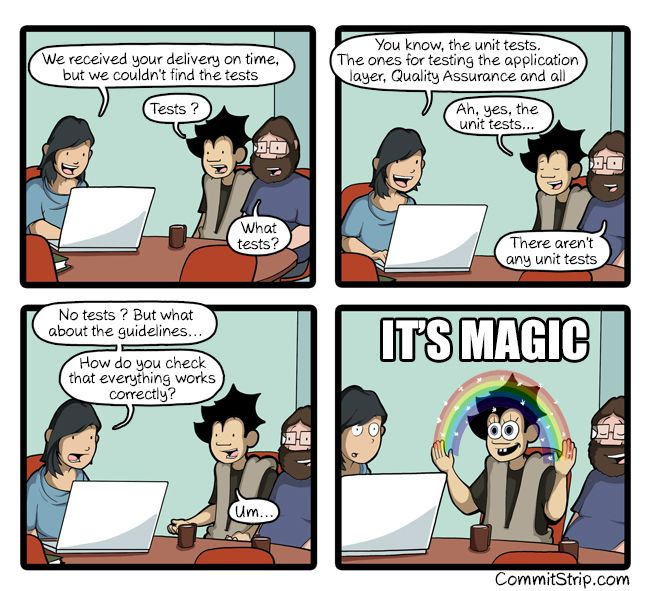 We received your delivery on time,
but we couldn't find the tests
Tests ?
What
tests?
You know, the unit tests.
The ones for testing the application
layer, Quality Assurance and all
Ah, yes, the
unit tests...
There aren't
any unit tests
No tests ? But what
about the guidelines...
How do you check
that everything works
correctly?
Um...
IT'S MAGIC
CommitStrip.com